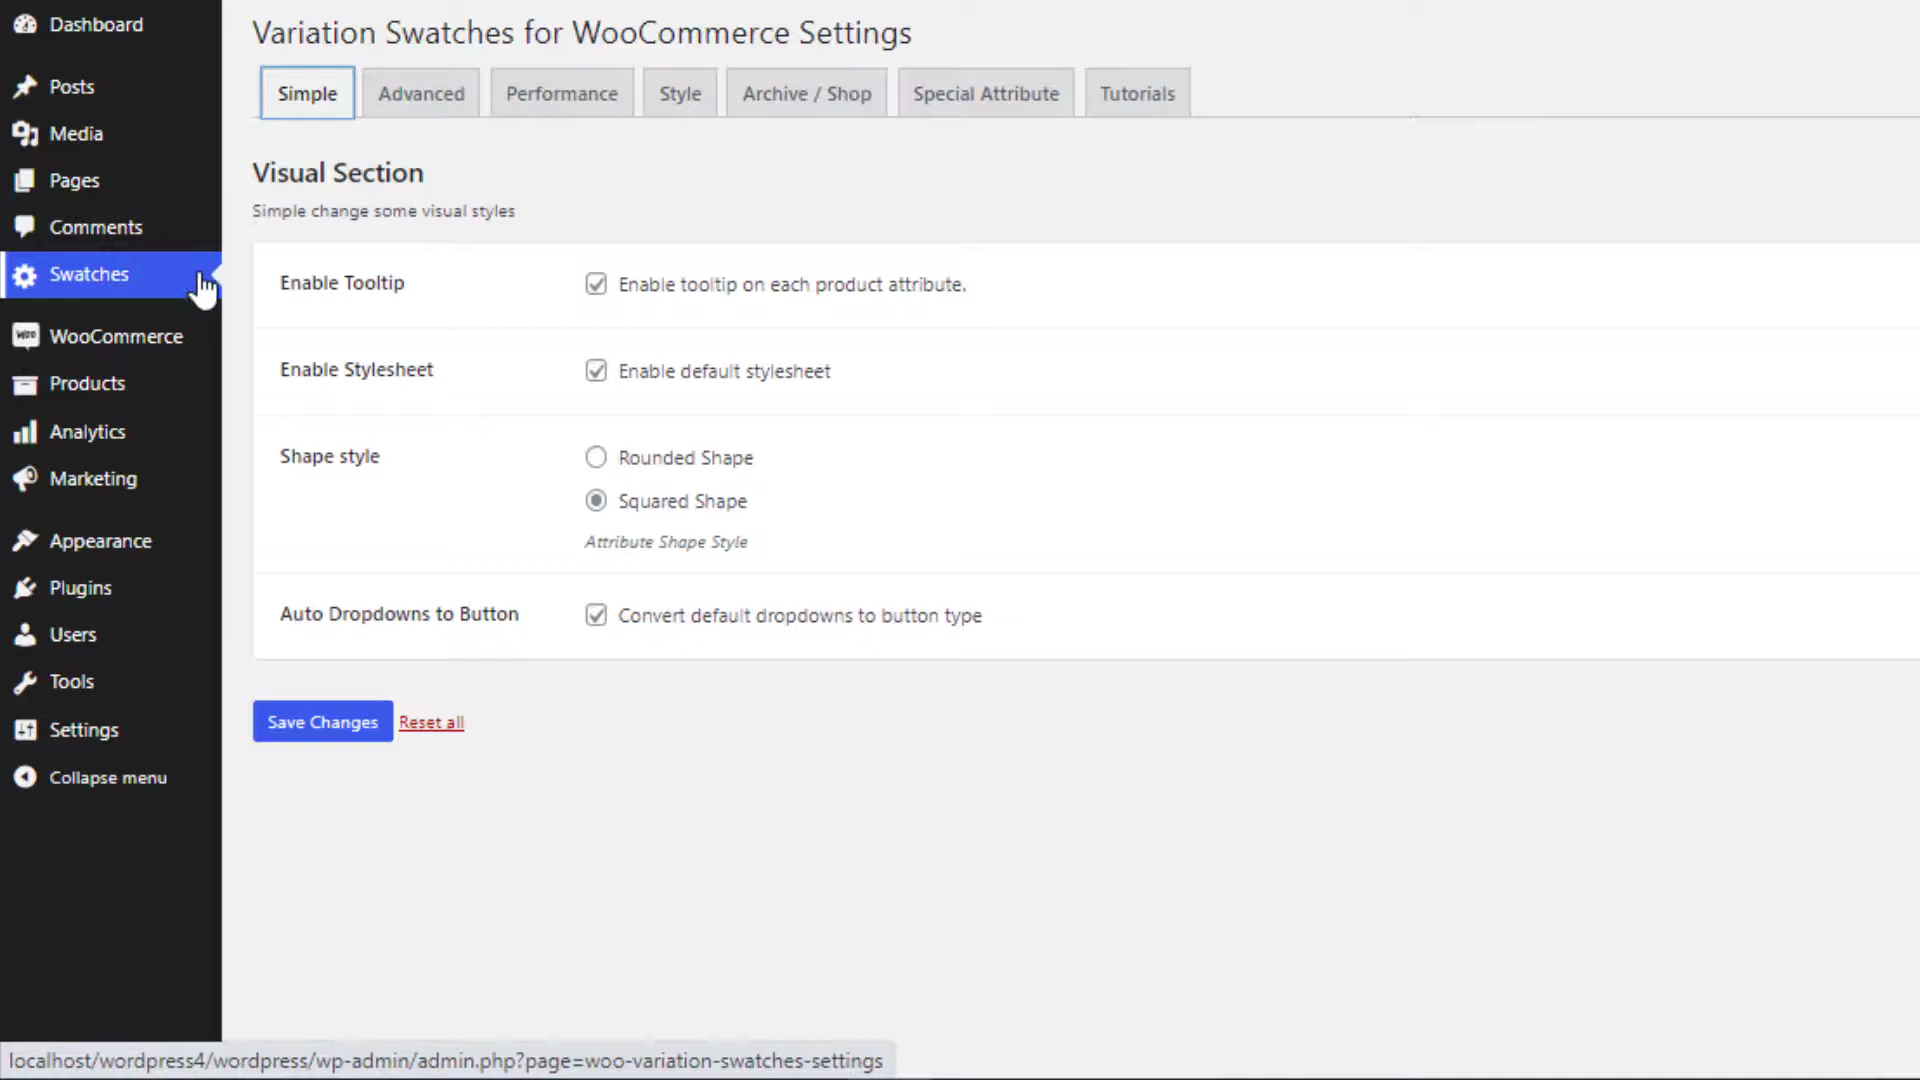 Dashboard
Posts
Media
Pages
Comments
Swatches
WooCommerce
Products
Analytics
Marketing
Appearance
Plugins
Users
Tools
Settings
Collapse menu
Variation Swatches for WooCommerce Settings
Simple Advanced Performance Style Archive / Shop Special Attribute Tutorials
Visual Section
Simple change some visual styles
Enable Tooltip Enable tooltip on each product attribute.
Enable Stylesheet Enable default stylesheet
Shape style Rounded Shape
Squared Shape
Attribute Shape Style
Auto Dropdowns to Button Convert default dropdowns to button type
Save Changes Reset all
localhost/wordpress4/wordpress/wp-admin/admin.php?page=woo-variation-swatches-settings